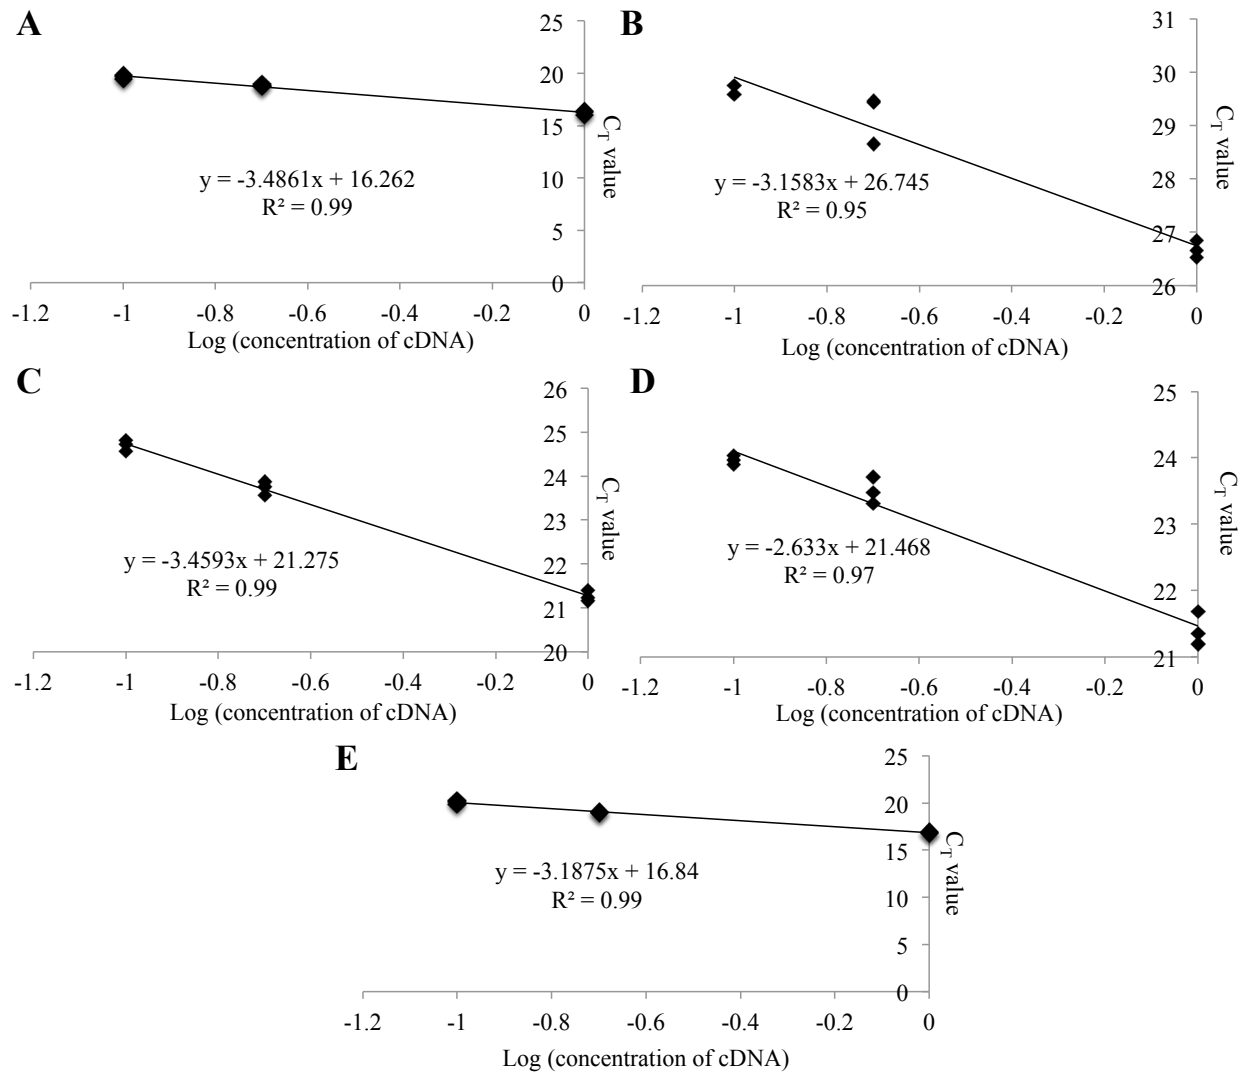 A
25
20
15
10
5
0
C_T value
y = -3.4861x + 16.262
R² = 0.99
-1.2 -1 -0.8 -0.6 -0.4 -0.2 0
Log (concentration of cDNA)
B
31
30
29
28
27
26
C_T value
y = -3.1583x + 26.745
R² = 0.95
-1.2 -1 -0.8 -0.6 -0.4 -0.2 0
Log (concentration of cDNA)
C
26
25
24
23
22
21
20
C_T value
y = -3.4593x + 21.275
R² = 0.99
-1.2 -1 -0.8 -0.6 -0.4 -0.2 0
Log (concentration of cDNA)
D
25
24
23
22
21
C_T value
y = -2.633x + 21.468
R² = 0.97
-1.2 -1 -0.8 -0.6 -0.4 -0.2 0
Log (concentration of cDNA)
E
25
20
15
10
5
0
C_T value
y = -3.1875x + 16.84
R² = 0.99
-1.2 -1 -0.8 -0.6 -0.4 -0.2 0
Log (concentration of cDNA)